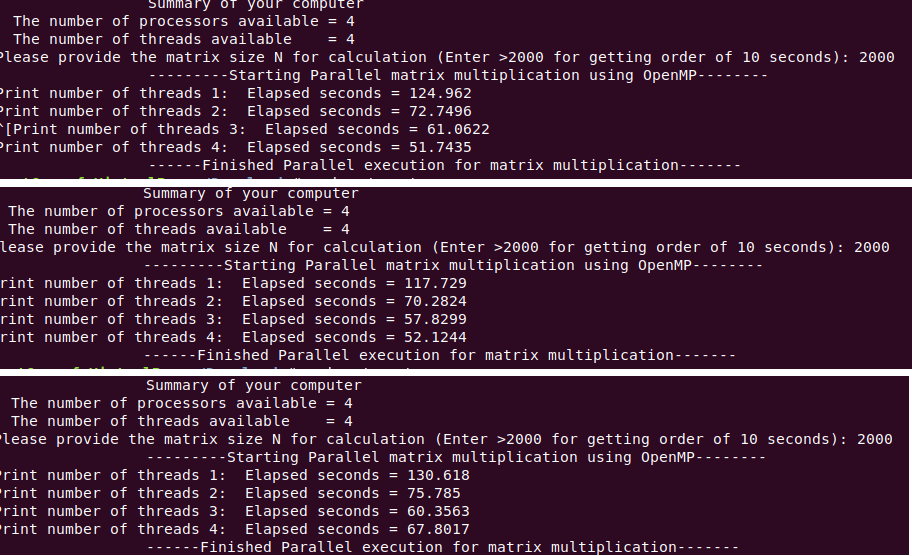 Summary of your computer
The number of processors available = 4
The number of threads available    = 4
Please provide the matrix size N for calculation (Enter >2000 for getting order of 10 seconds): 2000
---------Starting Parallel matrix multiplication using OpenMP--------
Print number of threads 1:  Elapsed seconds = 124.962
Print number of threads 2:  Elapsed seconds = 72.7496
^[Print number of threads 3:  Elapsed seconds = 61.0622
Print number of threads 4:  Elapsed seconds = 51.7435
------Finished Parallel execution for matrix multiplication-------
Summary of your computer
The number of processors available = 4
The number of threads available    = 4
lease provide the matrix size N for calculation (Enter >2000 for getting order of 10 seconds): 2000
---------Starting Parallel matrix multiplication using OpenMP--------
rint number of threads 1:  Elapsed seconds = 117.729
rint number of threads 2:  Elapsed seconds = 70.2824
rint number of threads 3:  Elapsed seconds = 57.8299
rint number of threads 4:  Elapsed seconds = 52.1244
------Finished Parallel execution for matrix multiplication-------
Summary of your computer
The number of processors available = 4
The number of threads available    = 4
Please provide the matrix size N for calculation (Enter >2000 for getting order of 10 seconds): 2000
---------Starting Parallel matrix multiplication using OpenMP--------
Print number of threads 1:  Elapsed seconds = 130.618
Print number of threads 2:  Elapsed seconds = 75.785
Print number of threads 3:  Elapsed seconds = 60.3563
Print number of threads 4:  Elapsed seconds = 67.8017
------Finished Parallel execution for matrix multiplication-------